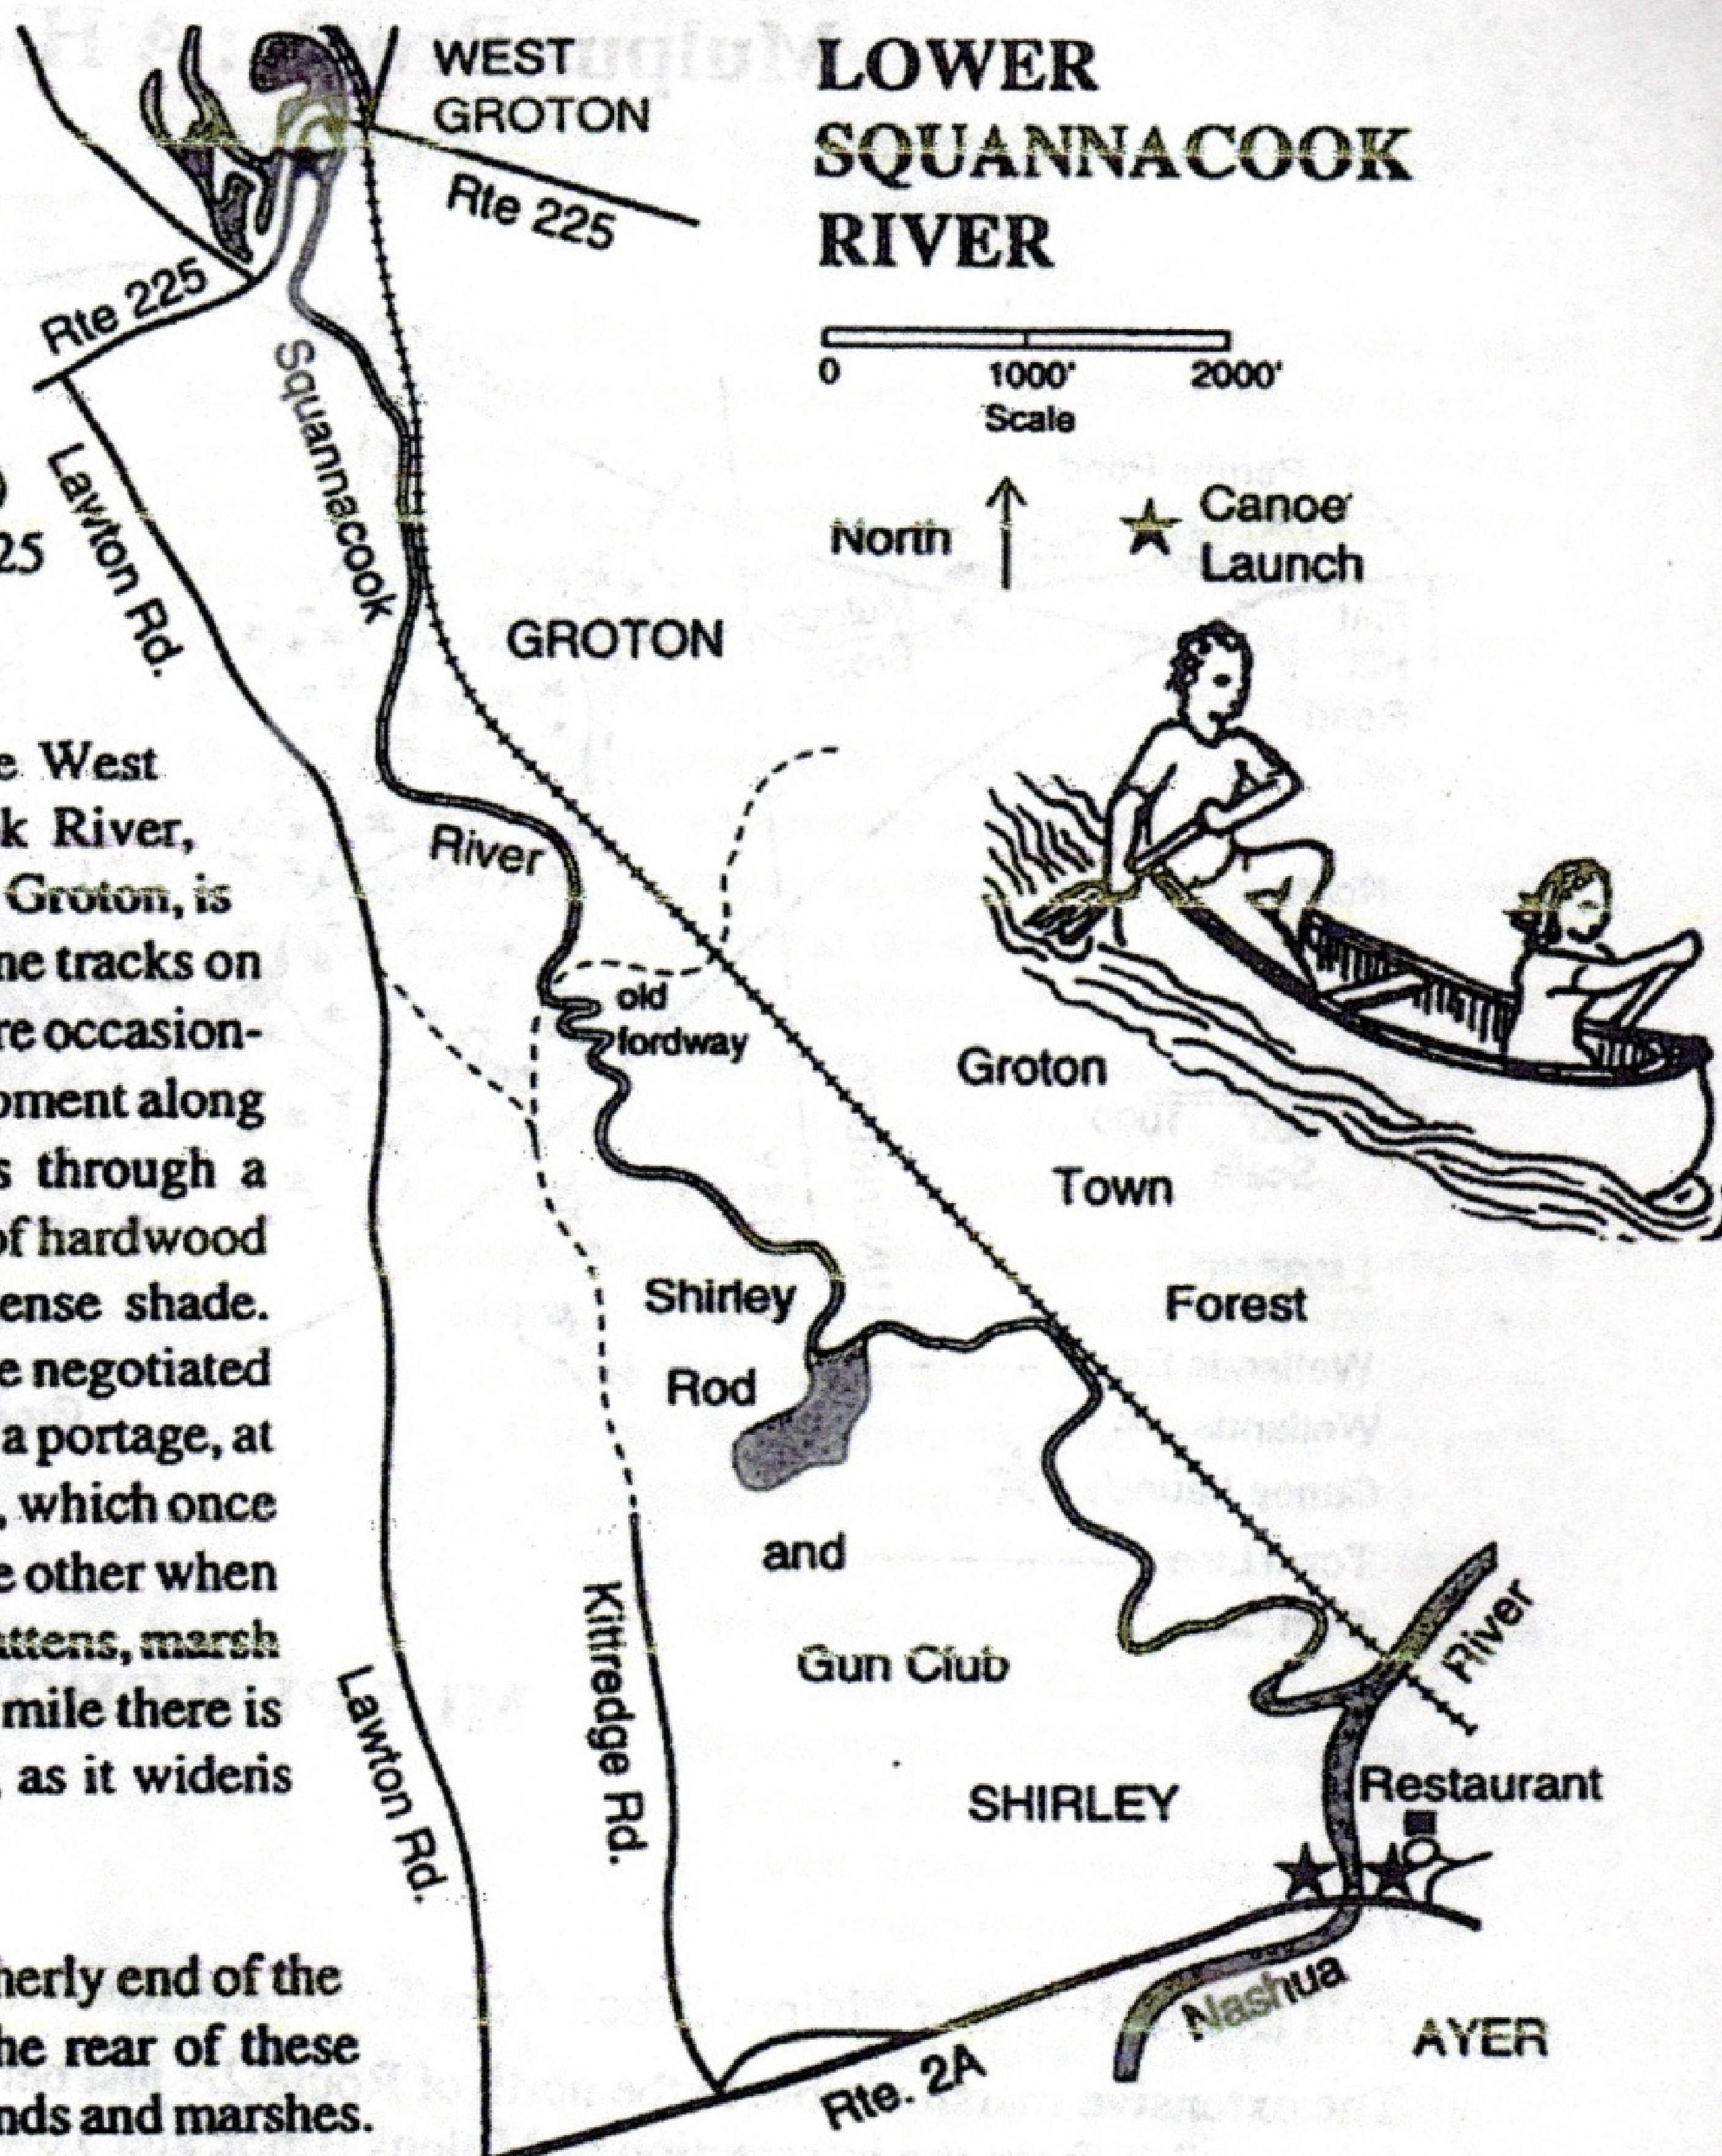 WEST
GROTON
LOWER
SQUANNACOOK
RIVER
Rte 225
Rte 225
0 1000' 2000'
Scale
North
Canoe
Launch
Squannacook
River
Lawton Rd.
25
GROTON
West
k River,
Groton, is
tracks on
re occasion-
oment along
s through a
of hardwood
ense shade.
e negotiated
a portage, at
, which once
e other when
attens, marsh
mile there is
, as it widens
old
fordway
Groton
Town
Forest
Shirley
Rod
and
Gun Club
Kittredge Rd.
Lawton Rd.
SHIRLEY
River
Restaurant
Nashua
AYER
Rte. 2A
herly end of the
he rear of these
nds and marshes.